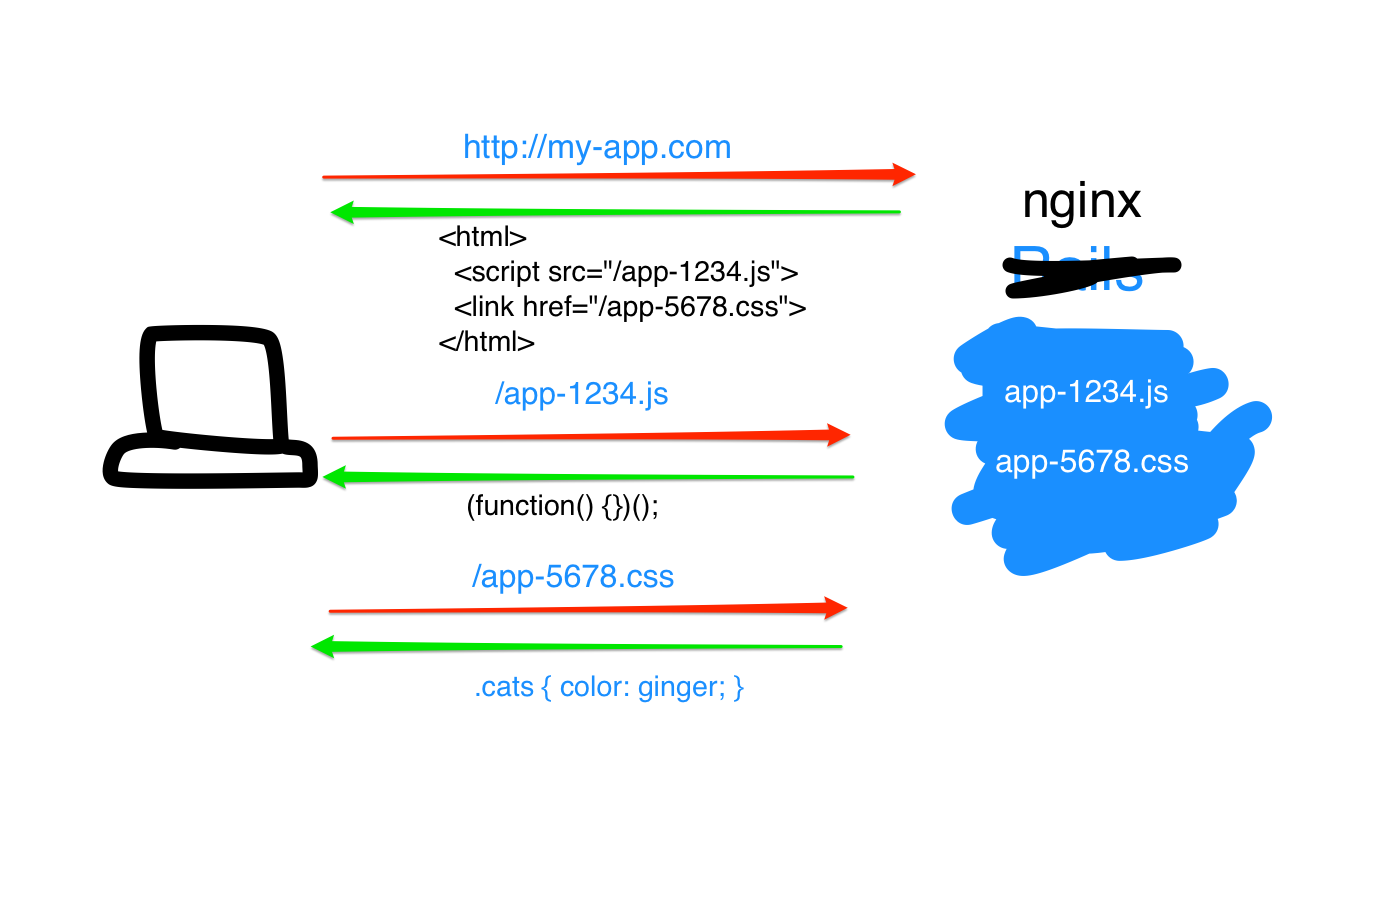 http://my-app.com
<html>
<script src="/app-1234.js">
<link href="/app-5678.css">
</html>
/app-1234.js
(function() {})();
/app-5678.css
.cats { color: ginger; }
nginx
Rails
app-1234.js
app-5678.css